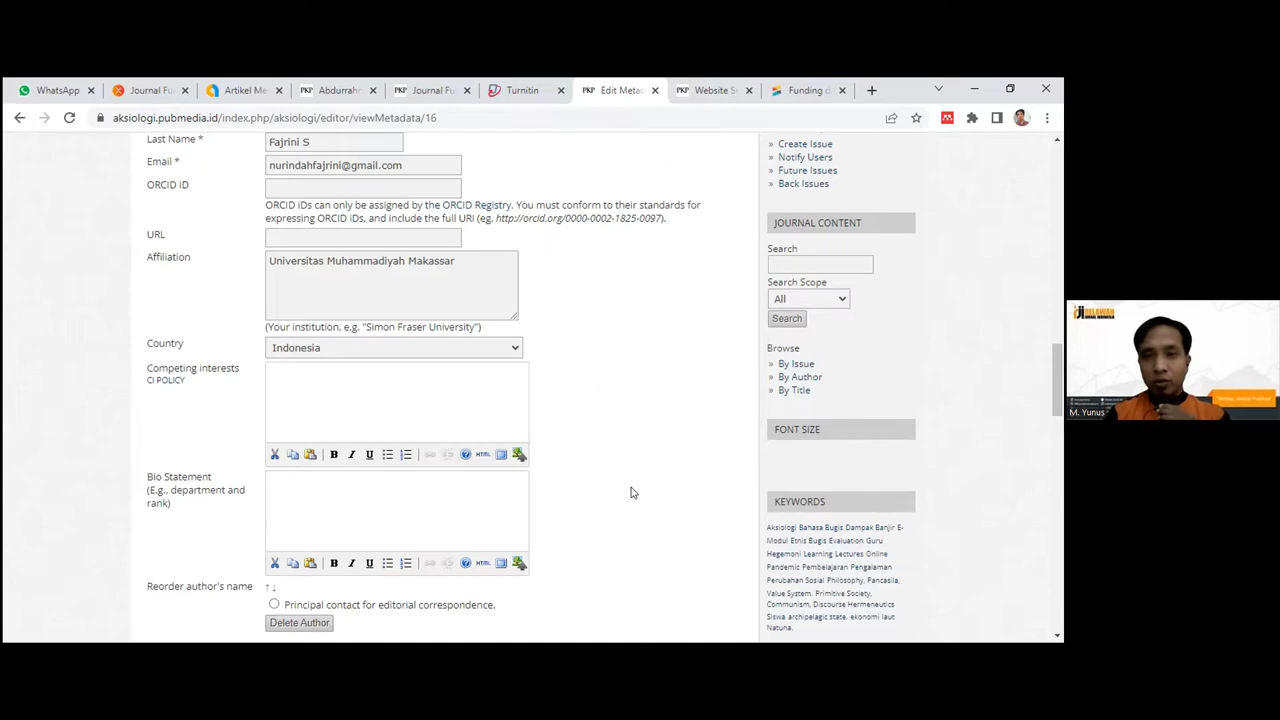 WhatsApp
Journal Fu
Artikel Me
PKP Abdurrahm
PKP Journal Fu
Turnitin
PKP Edit Meta
PKP Website S
Funding d
aksiologi.pubmedia.id/index.php/aksiologi/editor/viewMetadata/16
Last Name *
Fajrini S
Email *
nurindahfajrini@gmail.com
ORCID iD
ORCID iDs can only be assigned by the ORCID Registry. You must conform to their standards for
expressing ORCID iDs, and include the full URI (eg. http://orcid.org/0000-0002-1825-0097).
URL
Affiliation
Universitas Muhammadiyah Makassar
(Your institution, e.g. "Simon Fraser University")
Country
Indonesia
Competing interests
CI POLICY
B I U
HTML
Bio Statement
(E.g., department and
rank)
B I U
HTML
Reorder author's name
↑ ↓
Principal contact for editorial correspondence.
Delete Author
Create Issue
Notify Users
Future Issues
Back Issues
JOURNAL CONTENT
Search
Search Scope
All
Search
Browse
By Issue
By Author
By Title
FONT SIZE
KEYWORDS
Aksiologi Bahasa Bugis Dampak Banjir E-
Modul Etnis Bugis Evaluation Guru
Hegemoni Learning Lectures Online
Pandemic Pembelajaran Pengalaman
Perubahan Sosial Philosophy, Pancasila,
Value System, Primitive Society,
Communism, Discourse Hermeneutics
Siswa archipelagic state, ekonomi laut
Natuna.
RELAWAN
M. Yunus